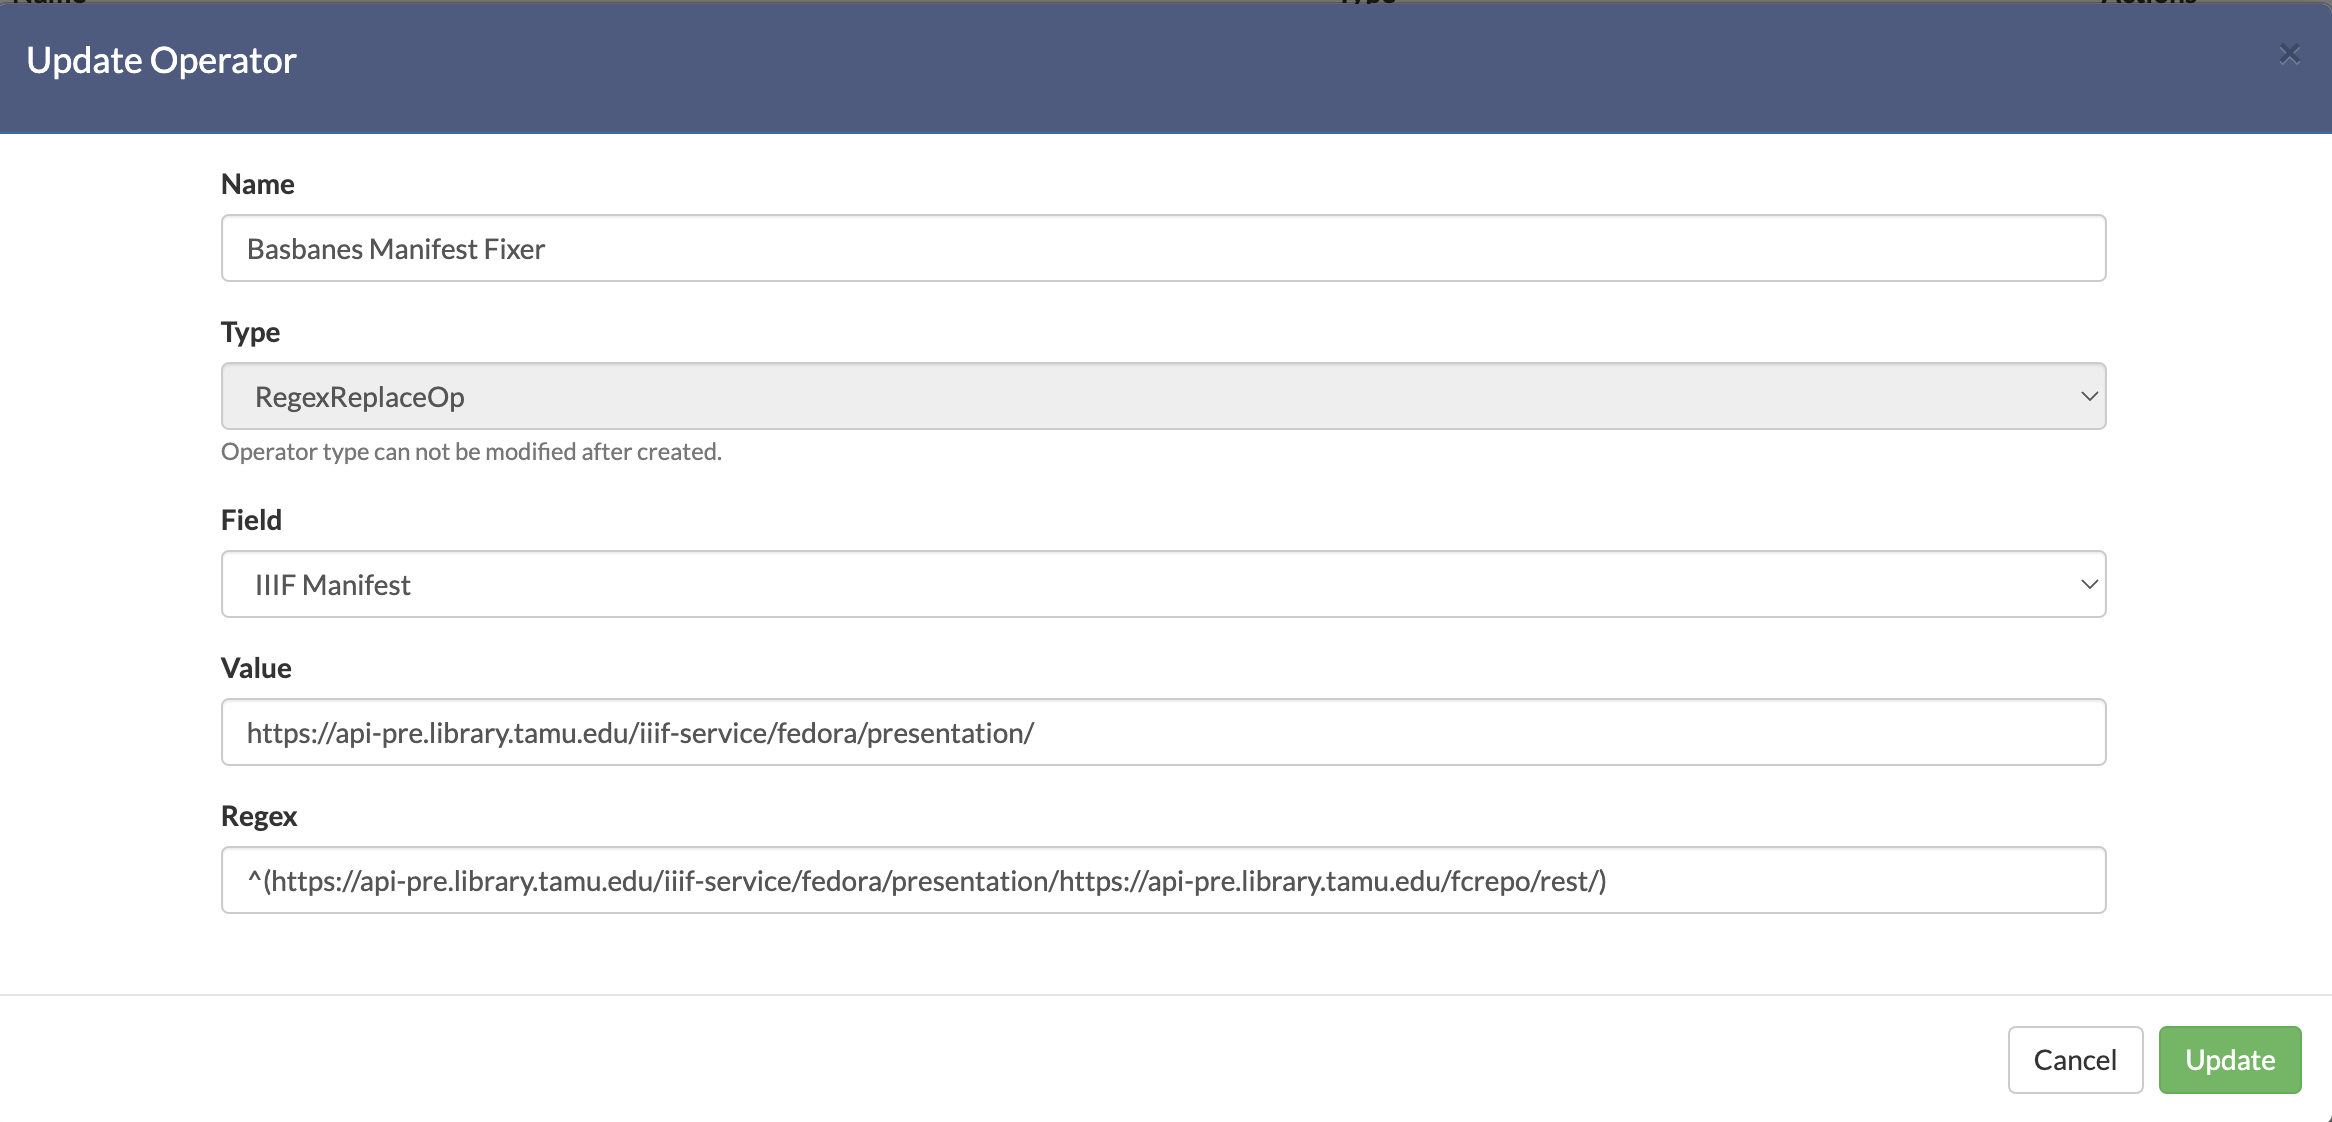 Update Operator
Name
Basbanes Manifest Fixer
Type
RegexReplaceOp
Operator type can not be modified after created.
Field
IIIF Manifest
Value
https://api-pre.library.tamu.edu/iiif-service/fedora/presentation/
Regex
^(https://api-pre.library.tamu.edu/iiif-service/fedora/presentation/https://api-pre.library.tamu.edu/fcrepo/rest/)
Cancel Update